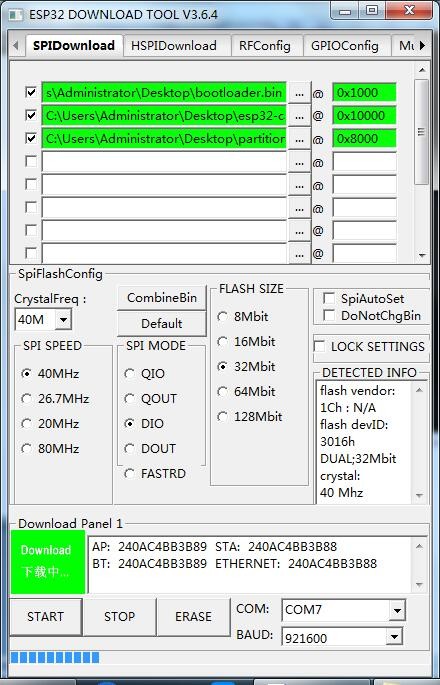 ESP32 DOWNLOAD TOOL V3.6.4
SPIDownload HSPIDownload RFConfig GPIOConfig Mu
s\Administrator\Desktop\bootloader.bin ... @ 0x1000
C:\Users\Administrator\Desktop\esp32-c ... @ 0x10000
C:\Users\Administrator\Desktop\partition ... @ 0x8000
... @
... @
... @
... @
SpiFlashConfig
CrystalFreq :
40M
CombineBin
Default
SPI SPEED
40MHz
26.7MHz
20MHz
80MHz
SPI MODE
QIO
QOUT
DIO
DOUT
FASTRD
FLASH SIZE
8Mbit
16Mbit
32Mbit
64Mbit
128Mbit
SpiAutoSet
DoNotChgBin
LOCK SETTINGS
DETECTED INFO
flash vendor:
1Ch : N/A
flash devID:
3016h
DUAL;32Mbit
crystal:
40 Mhz
Download Panel 1
Download
下载中...
AP: 240AC4BB3B89 STA: 240AC4BB3B88
BT: 240AC4BB3B89 ETHERNET: 240AC4BB3B88
START STOP ERASE
COM: COM7
BAUD: 921600